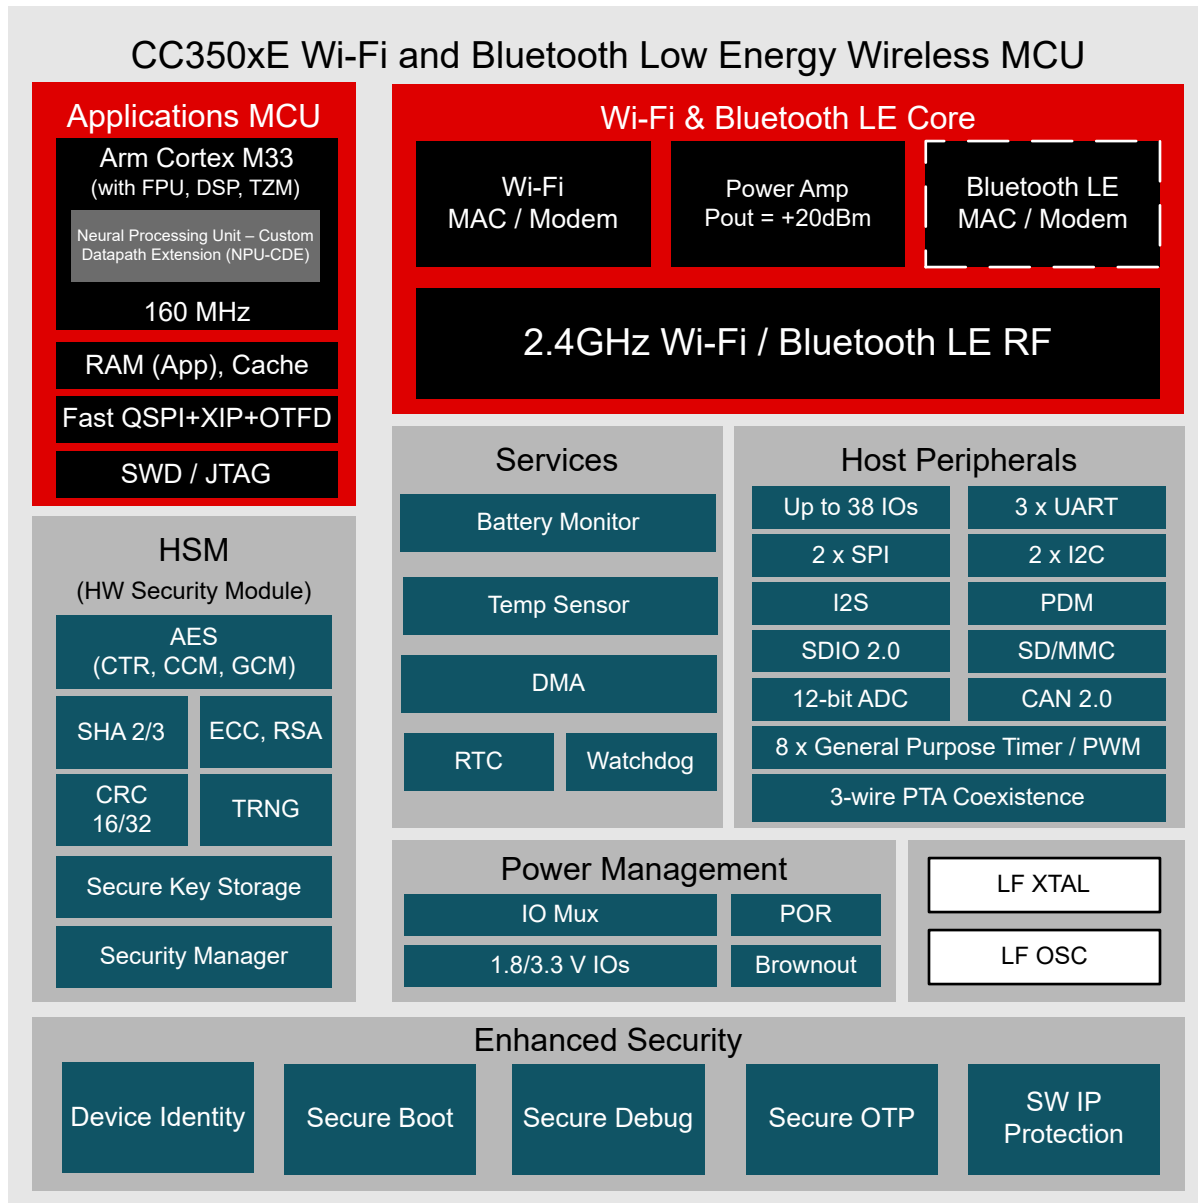 CC350xE Wi-Fi and Bluetooth Low Energy Wireless MCU
Applications MCU
Arm Cortex M33
(with FPU, DSP, TZM)
Neural Processing Unit – Custom
Datapath Extension (NPU-CDE)
160 MHz
RAM (App), Cache
Fast QSPI+XIP+OTFD
SWD / JTAG
Wi-Fi & Bluetooth LE Core
Wi-Fi
MAC / Modem
Power Amp
Pout = +20dBm
Bluetooth LE
MAC / Modem
2.4GHz Wi-Fi / Bluetooth LE RF
HSM
(HW Security Module)
AES
(CTR, CCM, GCM)
SHA 2/3
ECC, RSA
CRC
16/32
TRNG
Secure Key Storage
Security Manager
Services
Battery Monitor
Temp Sensor
DMA
RTC
Watchdog
Host Peripherals
Up to 38 IOs
3 x UART
2 x SPI
2 x I2C
I2S
PDM
SDIO 2.0
SD/MMC
12-bit ADC
CAN 2.0
8 x General Purpose Timer / PWM
3-wire PTA Coexistence
Power Management
IO Mux
POR
1.8/3.3 V IOs
Brownout
LF XTAL
LF OSC
Enhanced Security
Device Identity
Secure Boot
Secure Debug
Secure OTP
SW IP
Protection